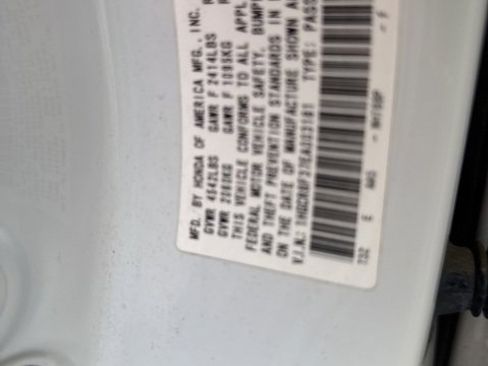 MFD. BY HONDA OF AMERICA MFG., INC.
GVWR 4542LBS GAWR F 2414LBS R
GVWR 2060KG GAWR F 1095KG R
THIS VEHICLE CONFORMS TO ALL APPL
FEDERAL MOTOR VEHICLE SAFETY, BUMP
AND THEFT PREVENTION STANDARDS IN
ON THE DATE OF MANUFACTURE SHOWN A
V.I.N.: TYPE: PASS